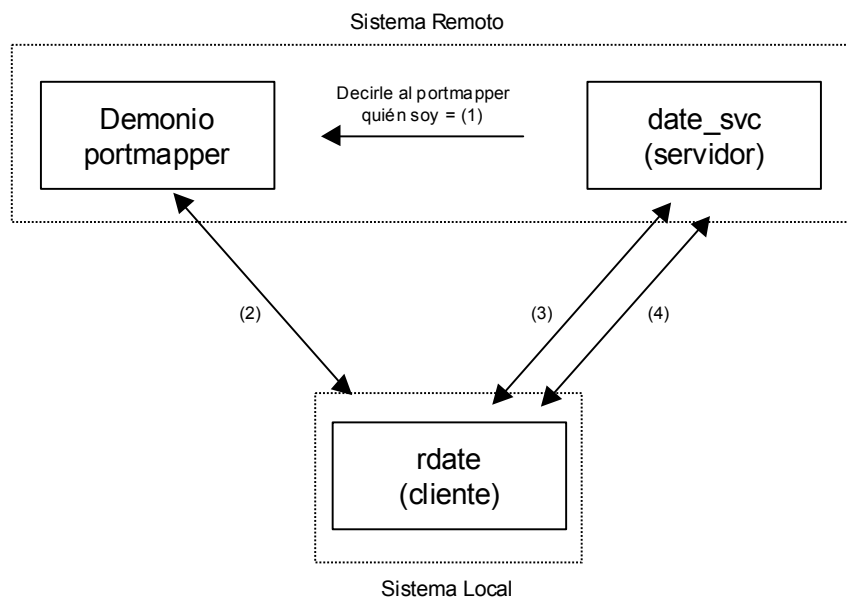 Sistema Remoto
Demonio
portmapper
Decirle al portmapper
quién soy = (1)
date_svc
(servidor)
(2)
(3)
(4)
rdate
(cliente)
Sistema Local